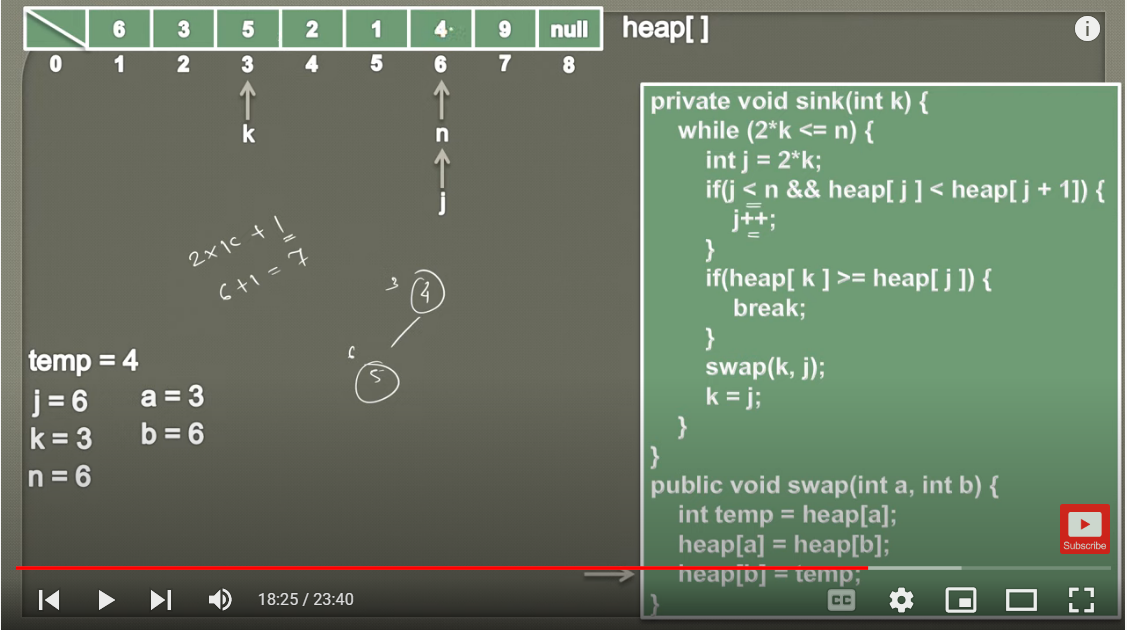 6 3 5 2 1 4 9 null heap[ ]
0 1 2 3 4 5 6 7 8
k n
j
2×k + 1
6+1 = 7
3 4
6
5
temp = 4
j = 6 a = 3
k = 3 b = 6
n = 6
private void sink(int k) {
while (2*k <= n) {
int j = 2*k;
if(j < n && heap[ j ] < heap[ j + 1]) {
j++;
}
if(heap[ k ] >= heap[ j ]) {
break;
}
swap(k, j);
k = j;
}
}
public void swap(int a, int b) {
int temp = heap[a];
heap[a] = heap[b];
heap[b] = temp;
}
Subscribe
18:25 / 23:40
CC
i